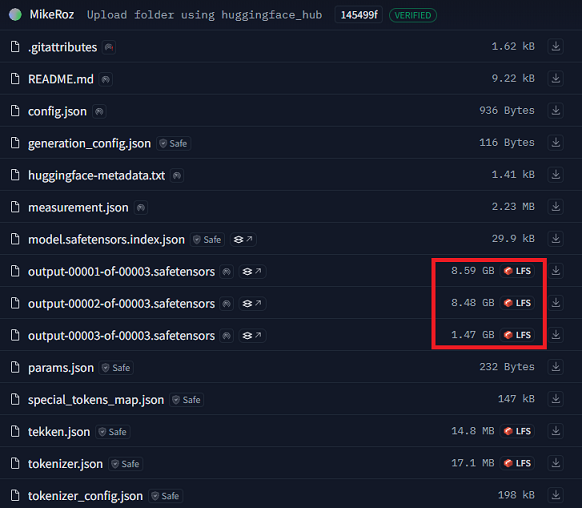 MikeRoz Upload folder using huggingface_hub 145499f VERIFIED
.gitattributes 1.62 kB
README.md 9.22 kB
config.json 936 Bytes
generation_config.json Safe 116 Bytes
huggingface-metadata.txt 1.41 kB
measurement.json 2.23 MB
model.safetensors.index.json Safe 29.9 kB
output-00001-of-00003.safetensors 8.59 GB LFS
output-00002-of-00003.safetensors 8.48 GB LFS
output-00003-of-00003.safetensors 1.47 GB LFS
params.json Safe 232 Bytes
special_tokens_map.json Safe 147 kB
tekken.json Safe 14.8 MB LFS
tokenizer.json Safe 17.1 MB LFS
tokenizer_config.json Safe 198 kB